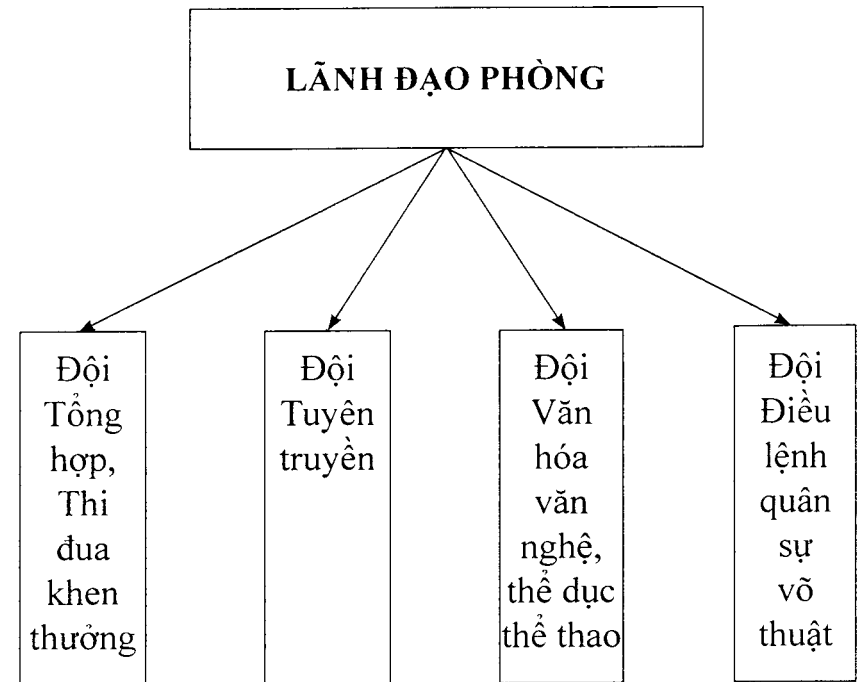 LÃNH ĐẠO PHÒNG
Đội
Tổng
hợp,
Thi
đua
khen
thưởng
Đội
Tuyên
truyền
Đội
Văn
hóa
văn
nghệ,
thể dục
thể thao
Đội
Điều
lệnh
quân
sự
võ
thuật